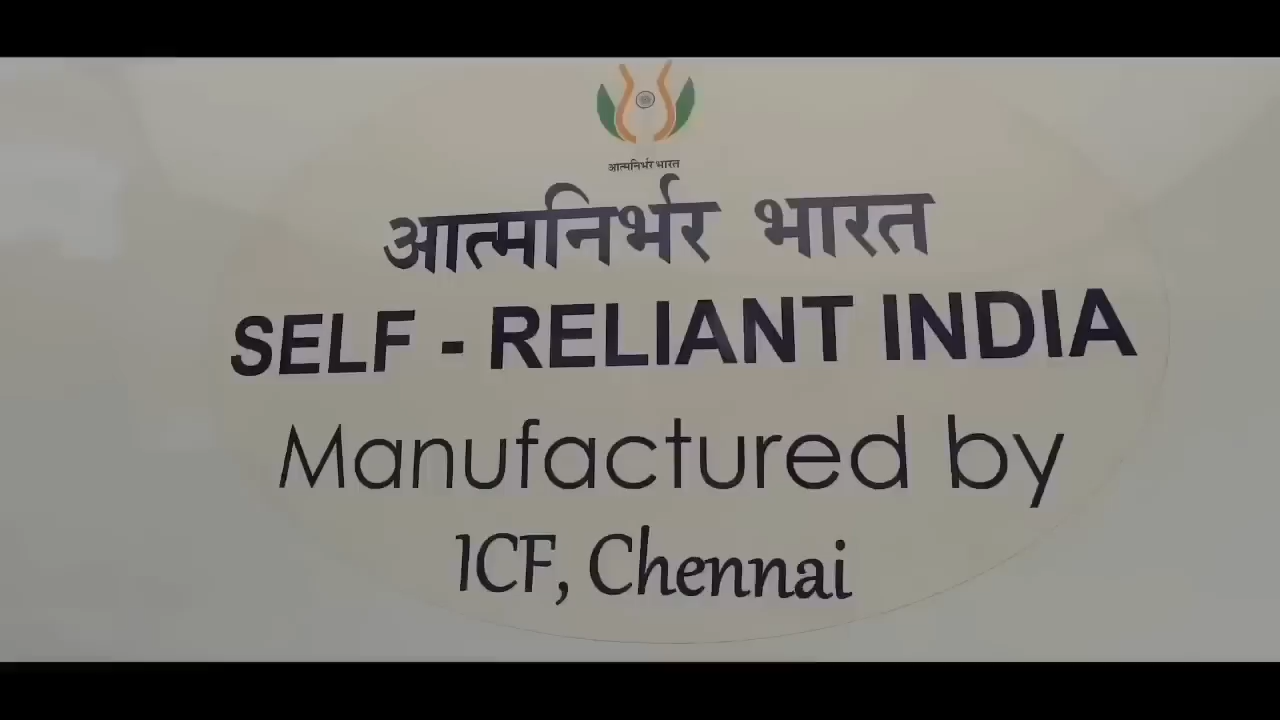 आत्मनिर्भर भारत
आत्मनिर्भर भारत
SELF - RELIANT INDIA
Manufactured by
ICF, Chennai